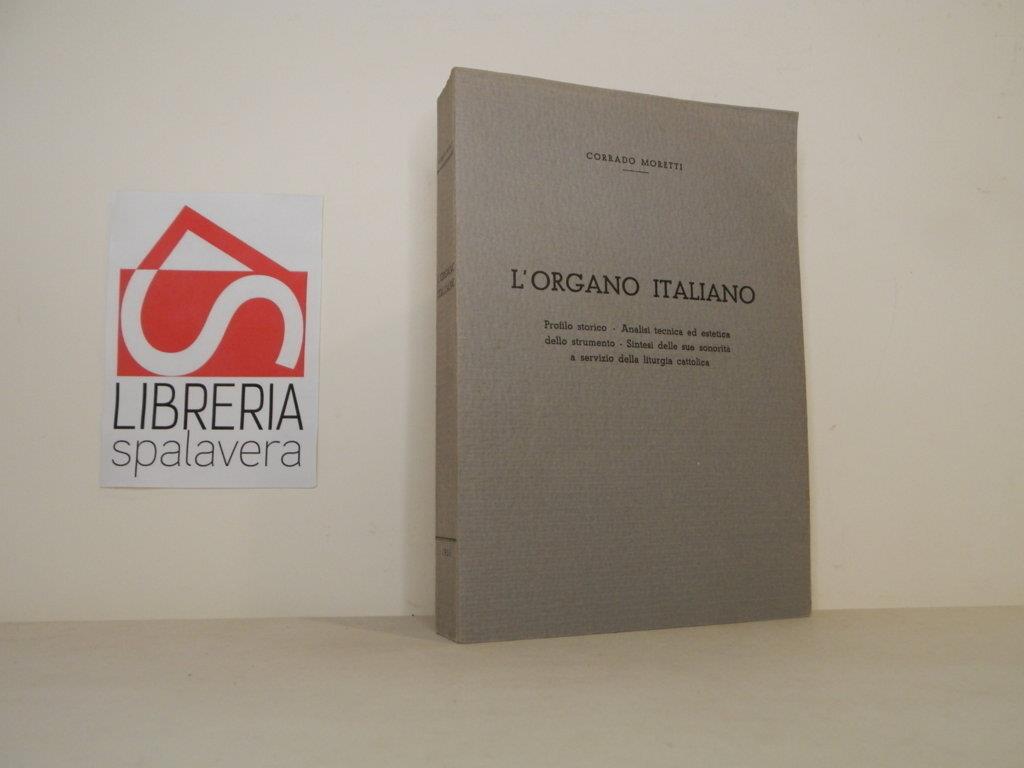 LIBRERIA
spalavera
CORRADO MORETTI
L'ORGANO ITALIANO
Profilo storico - Analisi tecnica ed estetica
dello strumento - Sintesi delle sue sonorità
a servizio della liturgia cattolica